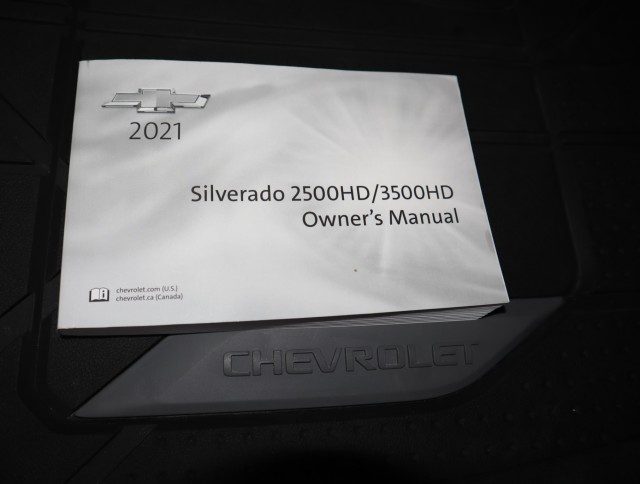 2021
Silverado 2500HD/3500HD
Owner's Manual
chevrolet.com (U.S.)
chevrolet.ca (Canada)
CHEVROLET